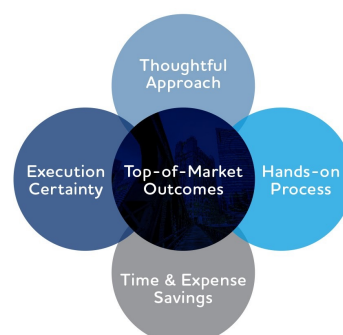 Thoughtful
Approach
Execution
Certainty
Top-of-Market
Outcomes
Hands-on
Process
Time & Expense
Savings